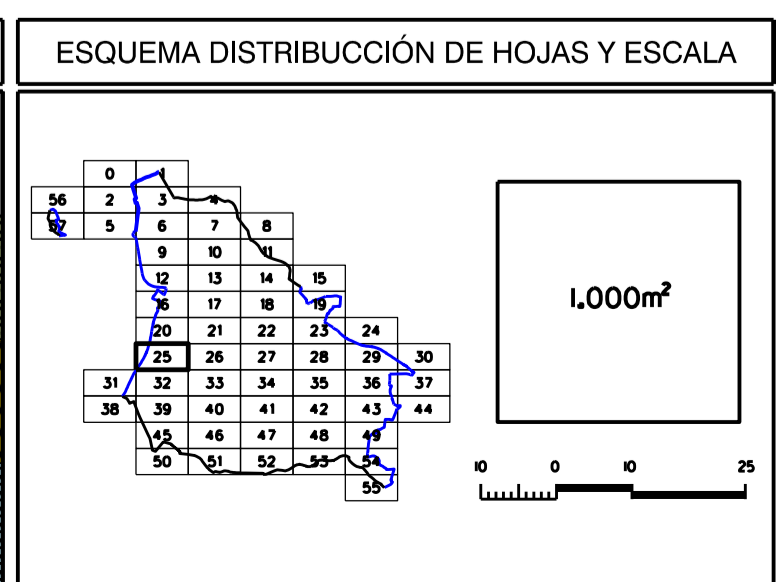 ESQUEMA DISTRIBUCCIÓN DE HOJAS Y ESCALA
0 1
56 2 3 4
57 5 6 7 8
9 10 11
12 13 14 15
16 17 18 19
20 21 22 23 24
25 26 27 28 29 30
31 32 33 34 35 36 37
38 39 40 41 42 43 44
45 46 47 48 49
50 51 52 53 54
55
1.000m²
10 0 10 25